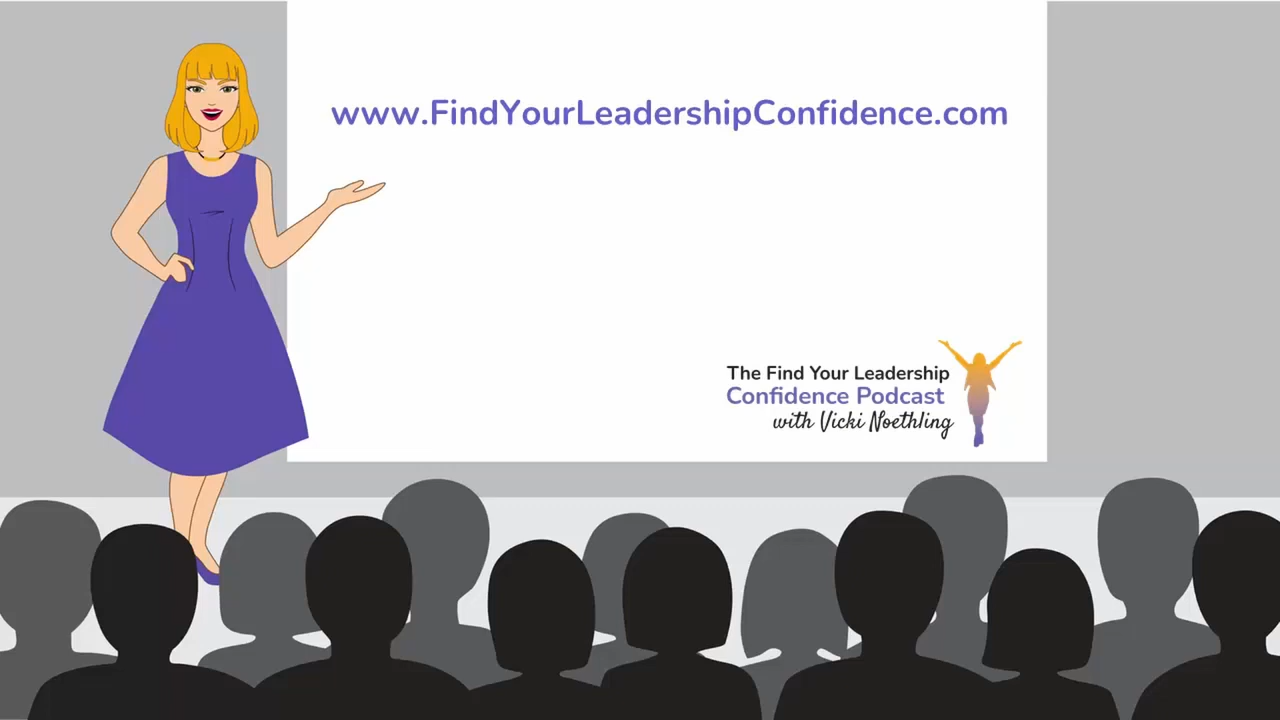 www.FindYourLeadershipConfidence.com
The Find Your Leadership
Confidence Podcast
with Vicki Noethling